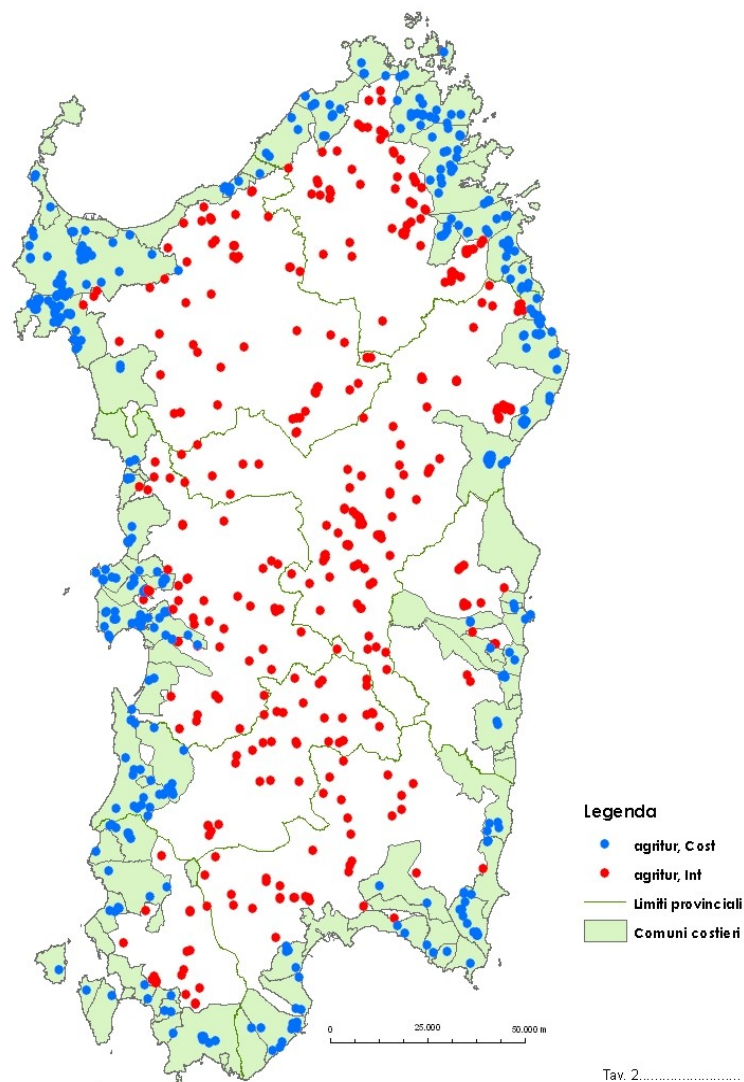 Legenda
agritur, Cost
agritur, Int
Limiti provinciali
Comuni costieri
0 25.000 50.000 m
Tav. 2...........................